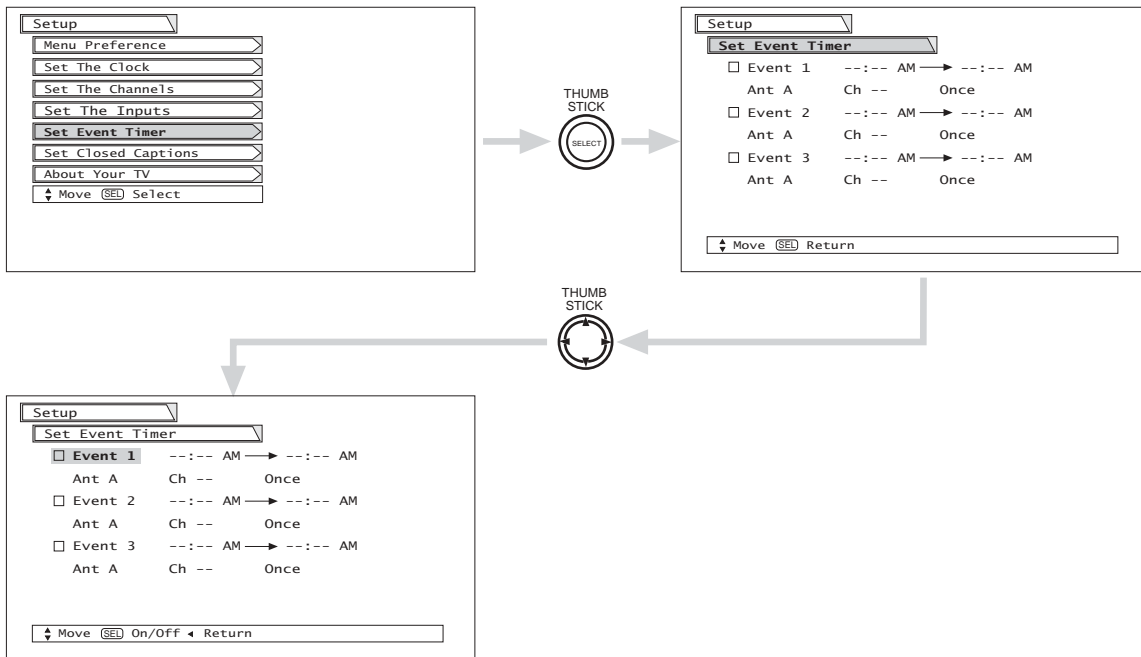 Setup
Menu Preference
Set The Clock
Set The Channels
Set The Inputs
Set Event Timer
Set Closed Captions
About Your TV
Move SEL Select
THUMB
STICK
SELECT
Setup
Set Event Timer
Event 1 --:-- AM --:-- AM
Ant A Ch -- Once
Event 2 --:-- AM --:-- AM
Ant A Ch -- Once
Event 3 --:-- AM --:-- AM
Ant A Ch -- Once
Move SEL Return
THUMB
STICK
Setup
Set Event Timer
Event 1 --:-- AM --:-- AM
Ant A Ch -- Once
Event 2 --:-- AM --:-- AM
Ant A Ch -- Once
Event 3 --:-- AM --:-- AM
Ant A Ch -- Once
Move SEL On/Off Return